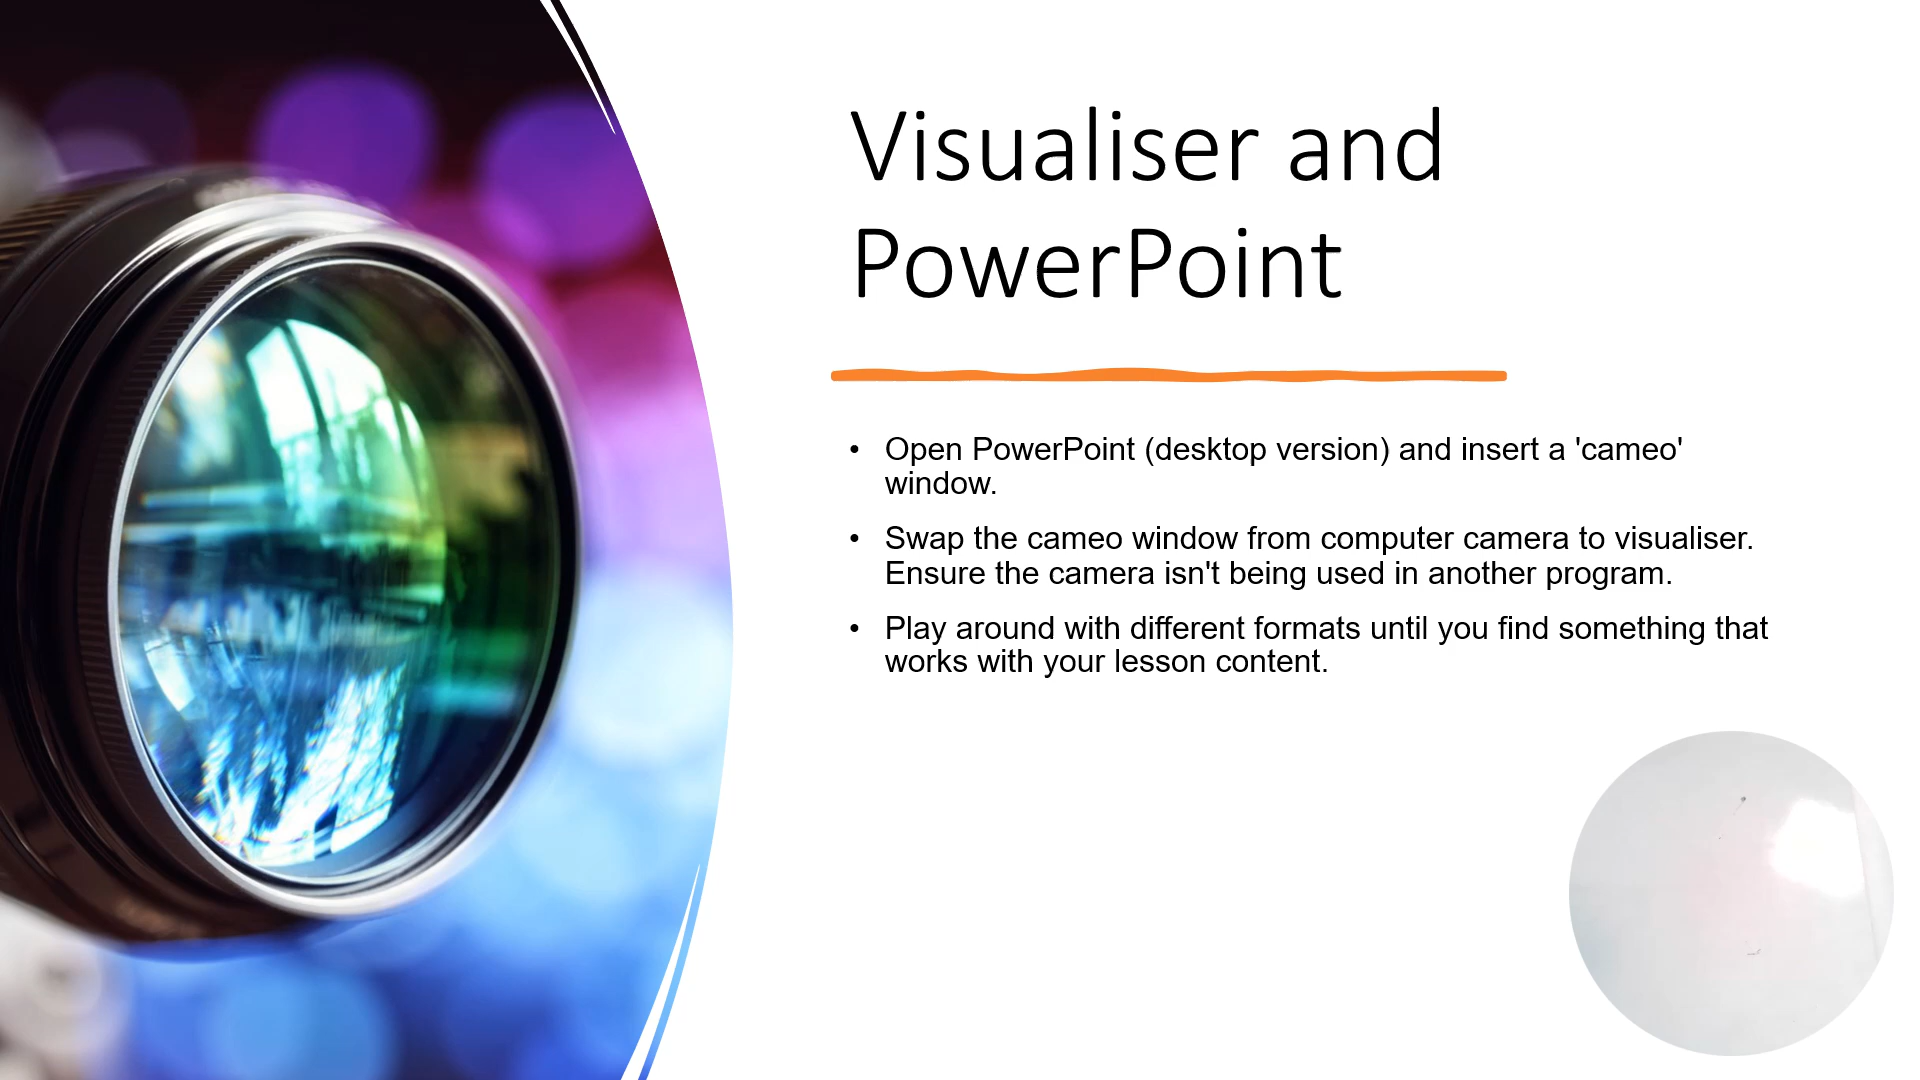 Visualiser and
PowerPoint
• Open PowerPoint (desktop version) and insert a 'cameo'
window.
• Swap the cameo window from computer camera to visualiser.
Ensure the camera isn't being used in another program.
• Play around with different formats until you find something that
works with your lesson content.